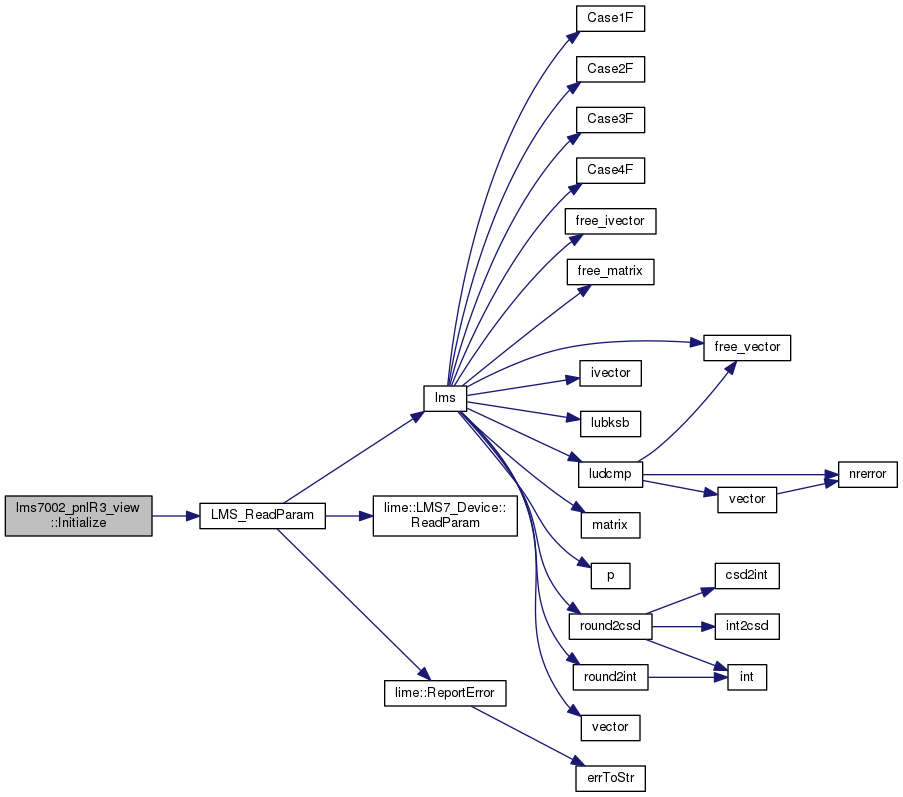 Case1F
Case2F
Case3F
Case4F
free_ivector
free_matrix
free_vector
ivector
lms
lubksb
ludcmp
nrerror
vector
lms7002_pnlR3_view
::Initialize
LMS_ReadParam
lime::LMS7_Device::
ReadParam
matrix
p
csd2int
round2csd
int2csd
round2int
int
lime::ReportError
vector
errToStr